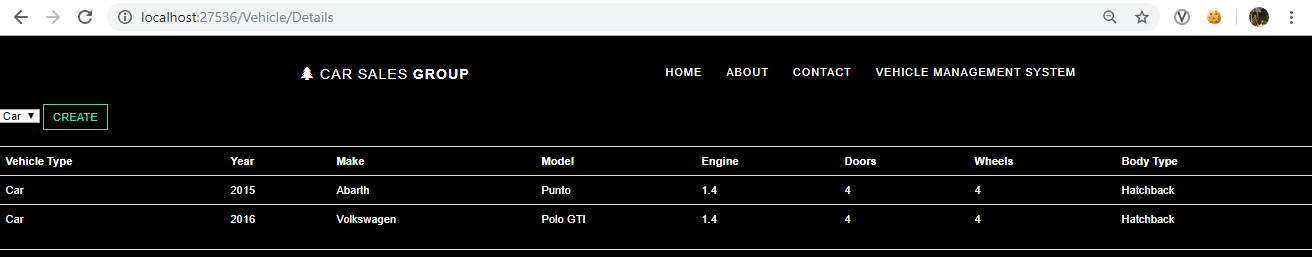 localhost:27536/Vehicle/Details
CAR SALES GROUP HOME ABOUT CONTACT VEHICLE MANAGEMENT SYSTEM
Car CREATE
Vehicle Type Year Make Model Engine Doors Wheels Body Type
Car 2015 Abarth Punto 1.4 4 4 Hatchback
Car 2016 Volkswagen Polo GTI 1.4 4 4 Hatchback